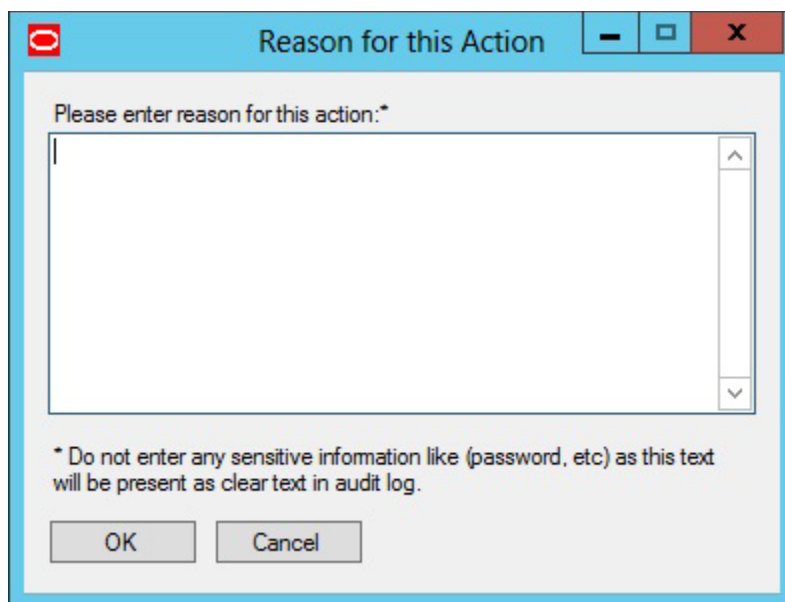 Reason for this Action
Please enter reason for this action:*
* Do not enter any sensitive information like (password, etc) as this text
will be present as clear text in audit log.
OK
Cancel